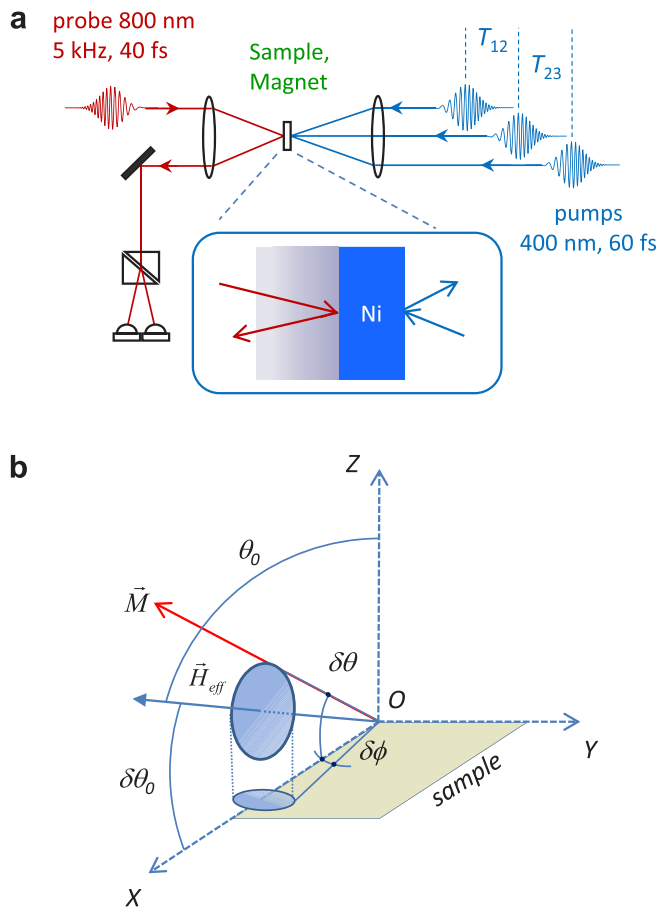 a
probe 800 nm
5 kHz, 40 fs
Sample,
Magnet
T12
T23
pumps
400 nm, 60 fs
Ni
b
Z
θ0
M⃗
H⃗eff
δθ
O
δϕ
Y
sample
δθ0
X